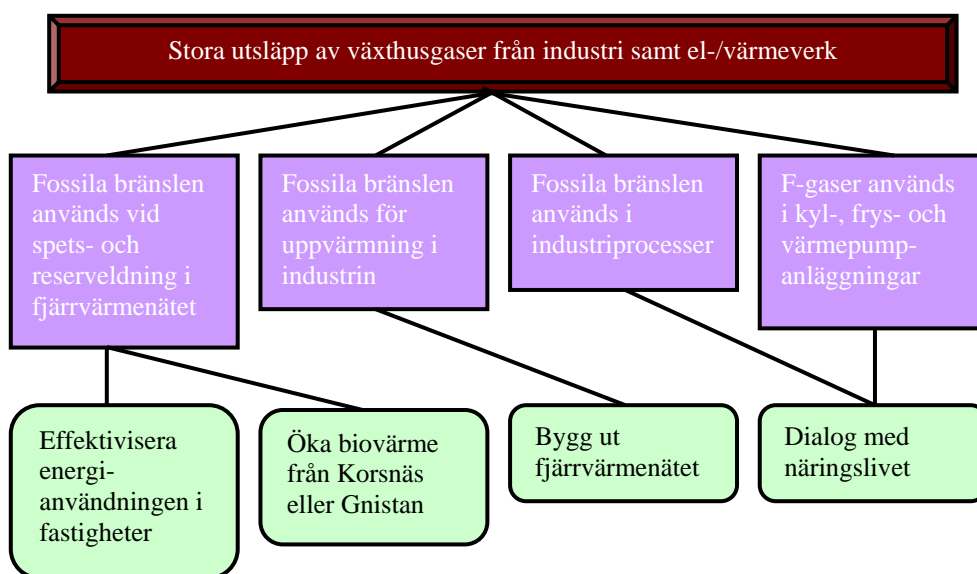 Stora utsläpp av växthusgaser från industri samt el-/värmeverk
Fossila bränslen
används vid
spets- och
reserveldning i
fjärrvärmenätet
Fossila bränslen
används för
uppvärmning i
industrin
Fossila bränslen
används i
industriprocesser
F-gaser används
i kyl-, frys- och
värmepump-
anläggningar
Effektivisera
energi-
användningen i
fastigheter
Öka biovärme
från Korsnäs
eller Gnistan
Bygg ut
fjärrvärmenätet
Dialog med
näringslivet